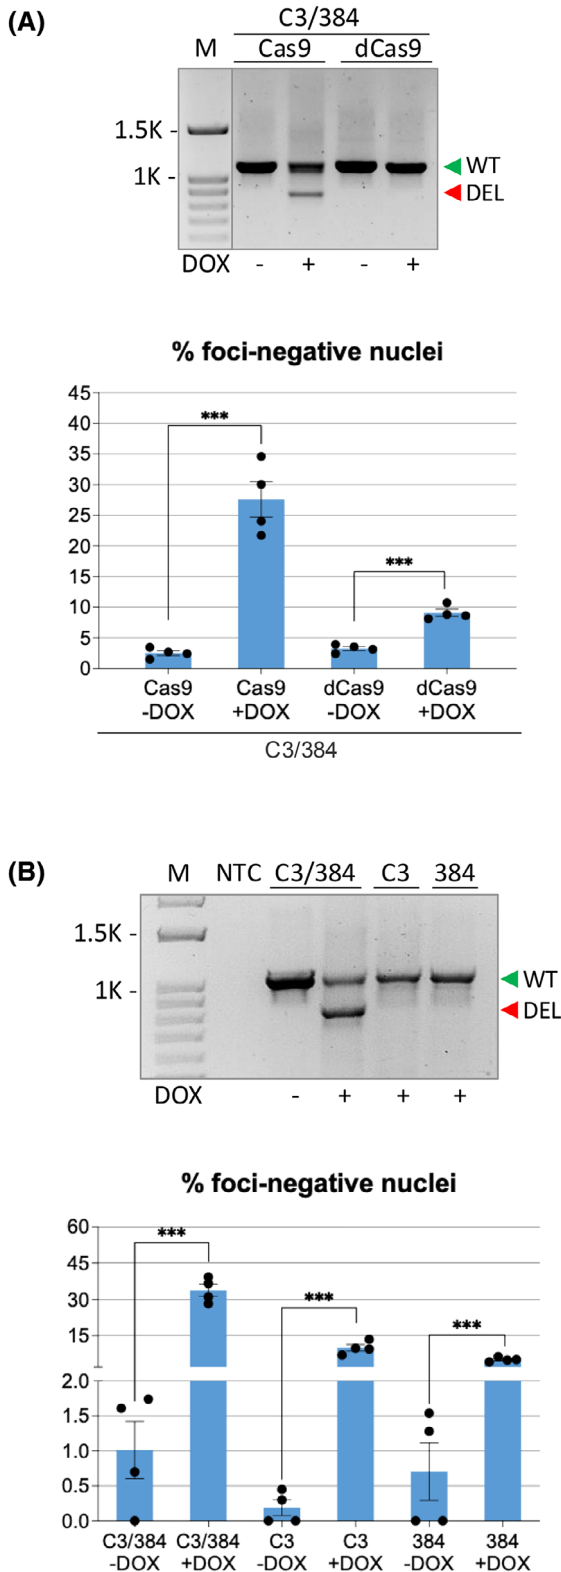 (A)
C3/384
M Cas9 dCas9
1.5K -
1K -
WT
DEL
DOX - + - +
% foci-negative nuclei
45
40
35
30
25
20
15
10
5
0
***
***
Cas9 Cas9 dCas9 dCas9
-DOX +DOX -DOX +DOX
C3/384
(B)
M NTC C3/384 C3 384
1.5K -
1K -
WT
DEL
DOX - + + +
% foci-negative nuclei
60
45
30
15
2.0
1.5
1.0
0.5
0.0
***
***
***
C3/384 C3/384 C3 C3 384 384
-DOX +DOX -DOX +DOX -DOX +DOX